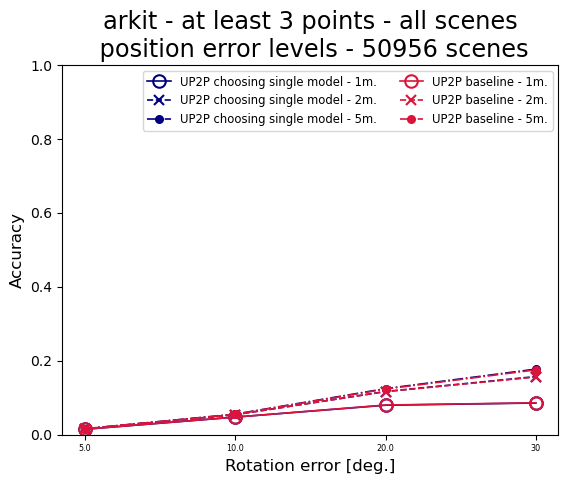 arkit - at least 3 points - all scenes
position error levels - 50956 scenes
UP2P choosing single model - 1m.
UP2P choosing single model - 2m.
UP2P choosing single model - 5m.
UP2P baseline - 1m.
UP2P baseline - 2m.
UP2P baseline - 5m.
Accuracy
1.0
0.8
0.6
0.4
0.2
0.0
5.0 10.0 20.0 30
Rotation error [deg.]